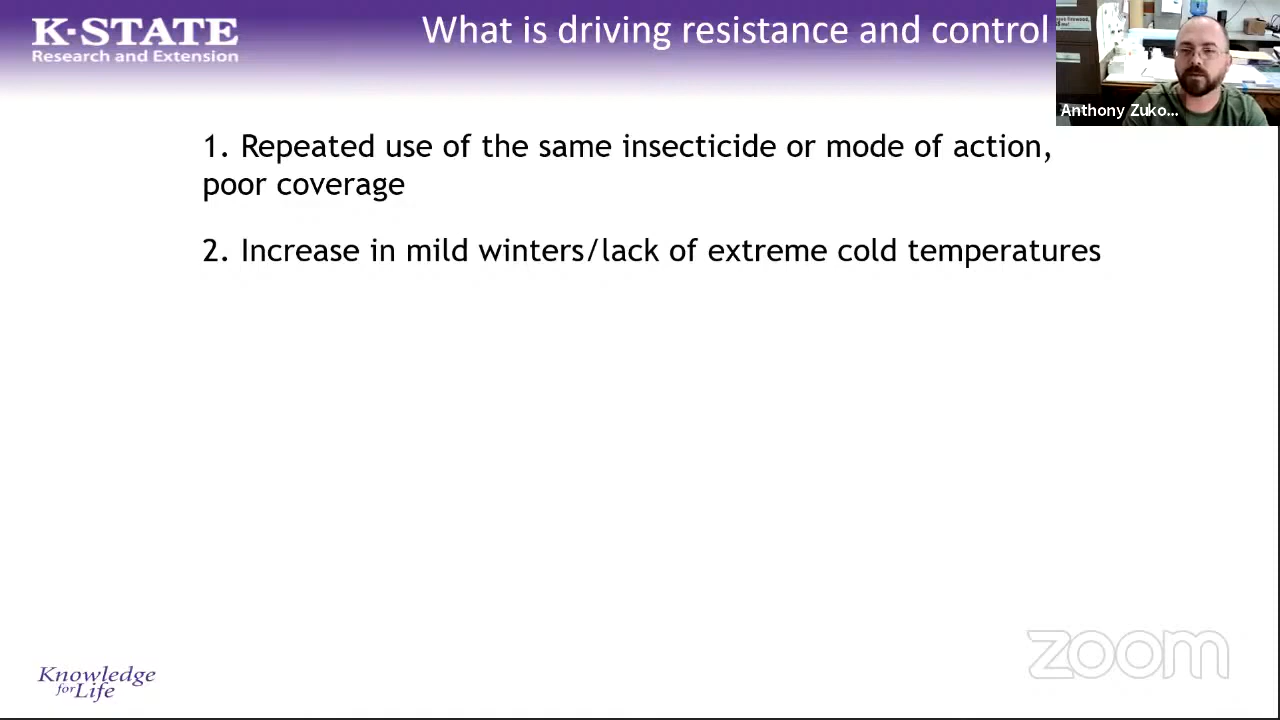 K-STATE
Research and Extension
What is driving resistance and control
Anthony Zuko...
1. Repeated use of the same insecticide or mode of action,
poor coverage
2. Increase in mild winters/lack of extreme cold temperatures
Knowledge
for Life
zoom